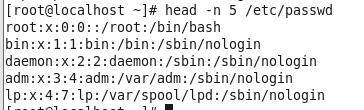 [root@localhost ~]# head -n 5 /etc/passwd
root:x:0:0::/root:/bin/bash
bin:x:1:1:bin:/bin:/sbin/nologin
daemon:x:2:2:daemon:/sbin:/sbin/nologin
adm:x:3:4:adm:/var/adm:/sbin/nologin
lp:x:4:7:lp:/var/spool/lpd:/sbin/nologin
[root@localhost ~]#